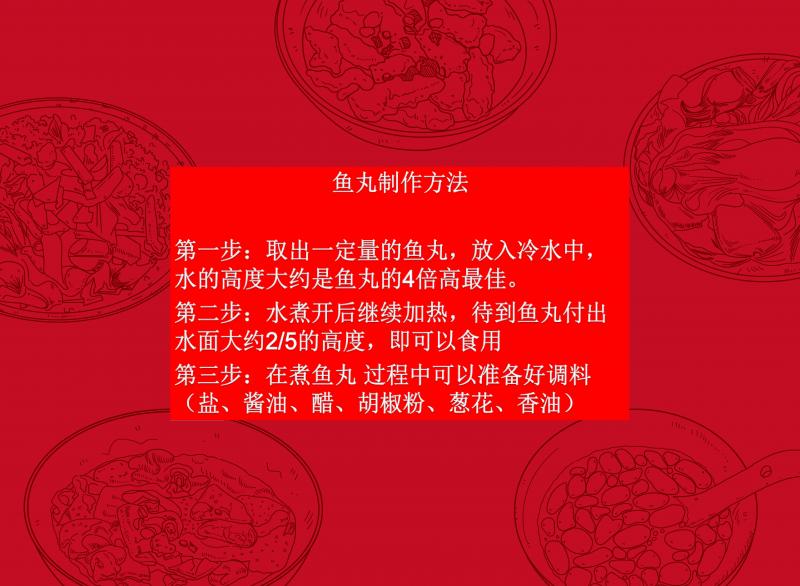 鱼丸制作方法
第一步：取出一定量的鱼丸，放入冷水中，
水的高度大约是鱼丸的4倍高最佳。
第二步：水煮开后继续加热，待到鱼丸付出
水面大约2/5的高度，即可以食用
第三步：在煮鱼丸 过程中可以准备好调料
（盐、酱油、醋、胡椒粉、葱花、香油）